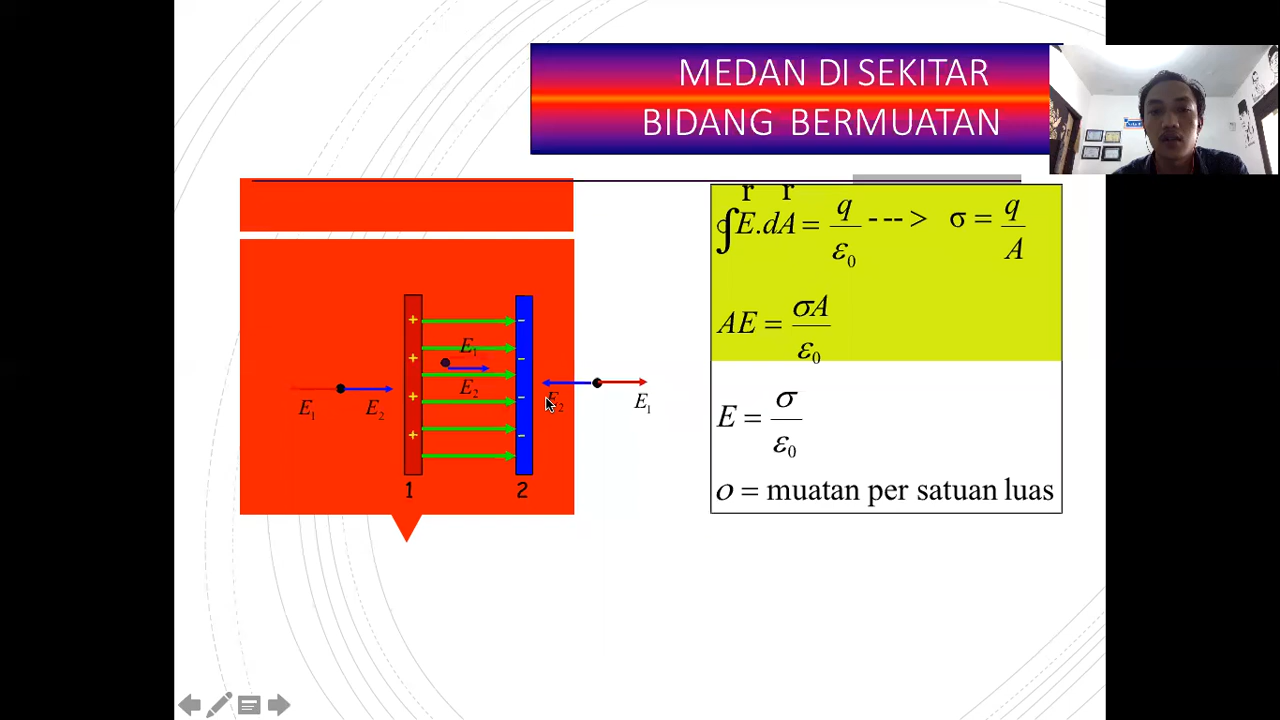 MEDAN DI SEKITAR
BIDANG BERMUATAN
r r
∮E.dA = q/ε₀ - - -> σ = q/A
AE = σA/ε₀
E = σ/ε₀
σ = muatan per satuan luas
+ + + +
- - - -
E₁
E₂
E₁ E₂
E₂ E₁
1 2